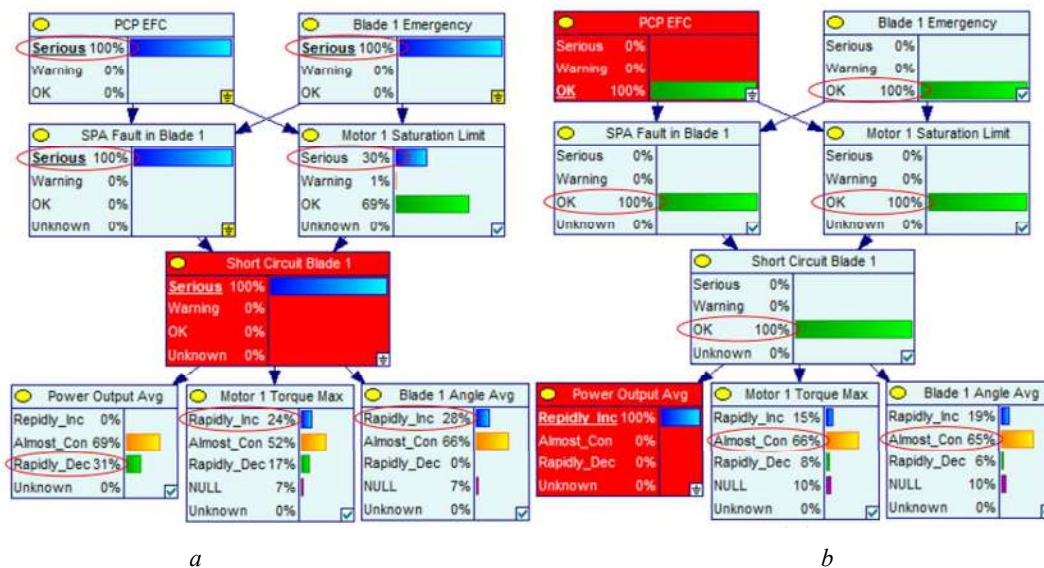 PCP EFC
Serious 100%
Warning 0%
OK 0%
Blade 1 Emergency
Serious 100%
Warning 0%
OK 0%
SPA Fault in Blade 1
Serious 100%
Warning 0%
OK 0%
Unknown 0%
Motor 1 Saturation Limit
Serious 30%
Warning 1%
OK 69%
Unknown 0%
Short Circuit Blade 1
Serious 100%
Warning 0%
OK 0%
Unknown 0%
Power Output Avg
Repidly_Inc 0%
Almost_Con 69%
Rapidly_Dec 31%
Unknown 0%
Motor 1 Torque Max
Rapidly_Inc 24%
Almost_Con 52%
Rapidly_Dec 17%
NULL 7%
Unknown 0%
Blade 1 Angle Avg
Rapidly_Inc 28%
Almost_Con 66%
Rapidly_Dec 0%
NULL 7%
Unknown 0%
a
PCP EFC
Serious 0%
Warning 0%
OK 100%
Blade 1 Emergency
Serious 0%
Warning 0%
OK 100%
SPA Fault in Blade 1
Serious 0%
Warning 0%
OK 100%
Unknown 0%
Motor 1 Saturation Limit
Serious 0%
Warning 0%
OK 100%
Unknown 0%
Short Circuit Blade 1
Serious 0%
Warning 0%
OK 100%
Unknown 0%
Power Output Avg
Repidly_Inc 100%
Almost_Con 0%
Rapidly_Dec 0%
Unknown 0%
Motor 1 Torque Max
Rapidly_Inc 15%
Almost_Con 66%
Rapidly_Dec 8%
NULL 10%
Unknown 0%
Blade 1 Angle Avg
Rapidly_Inc 19%
Almost_Con 65%
Rapidly_Dec 6%
NULL 10%
Unknown 0%
b